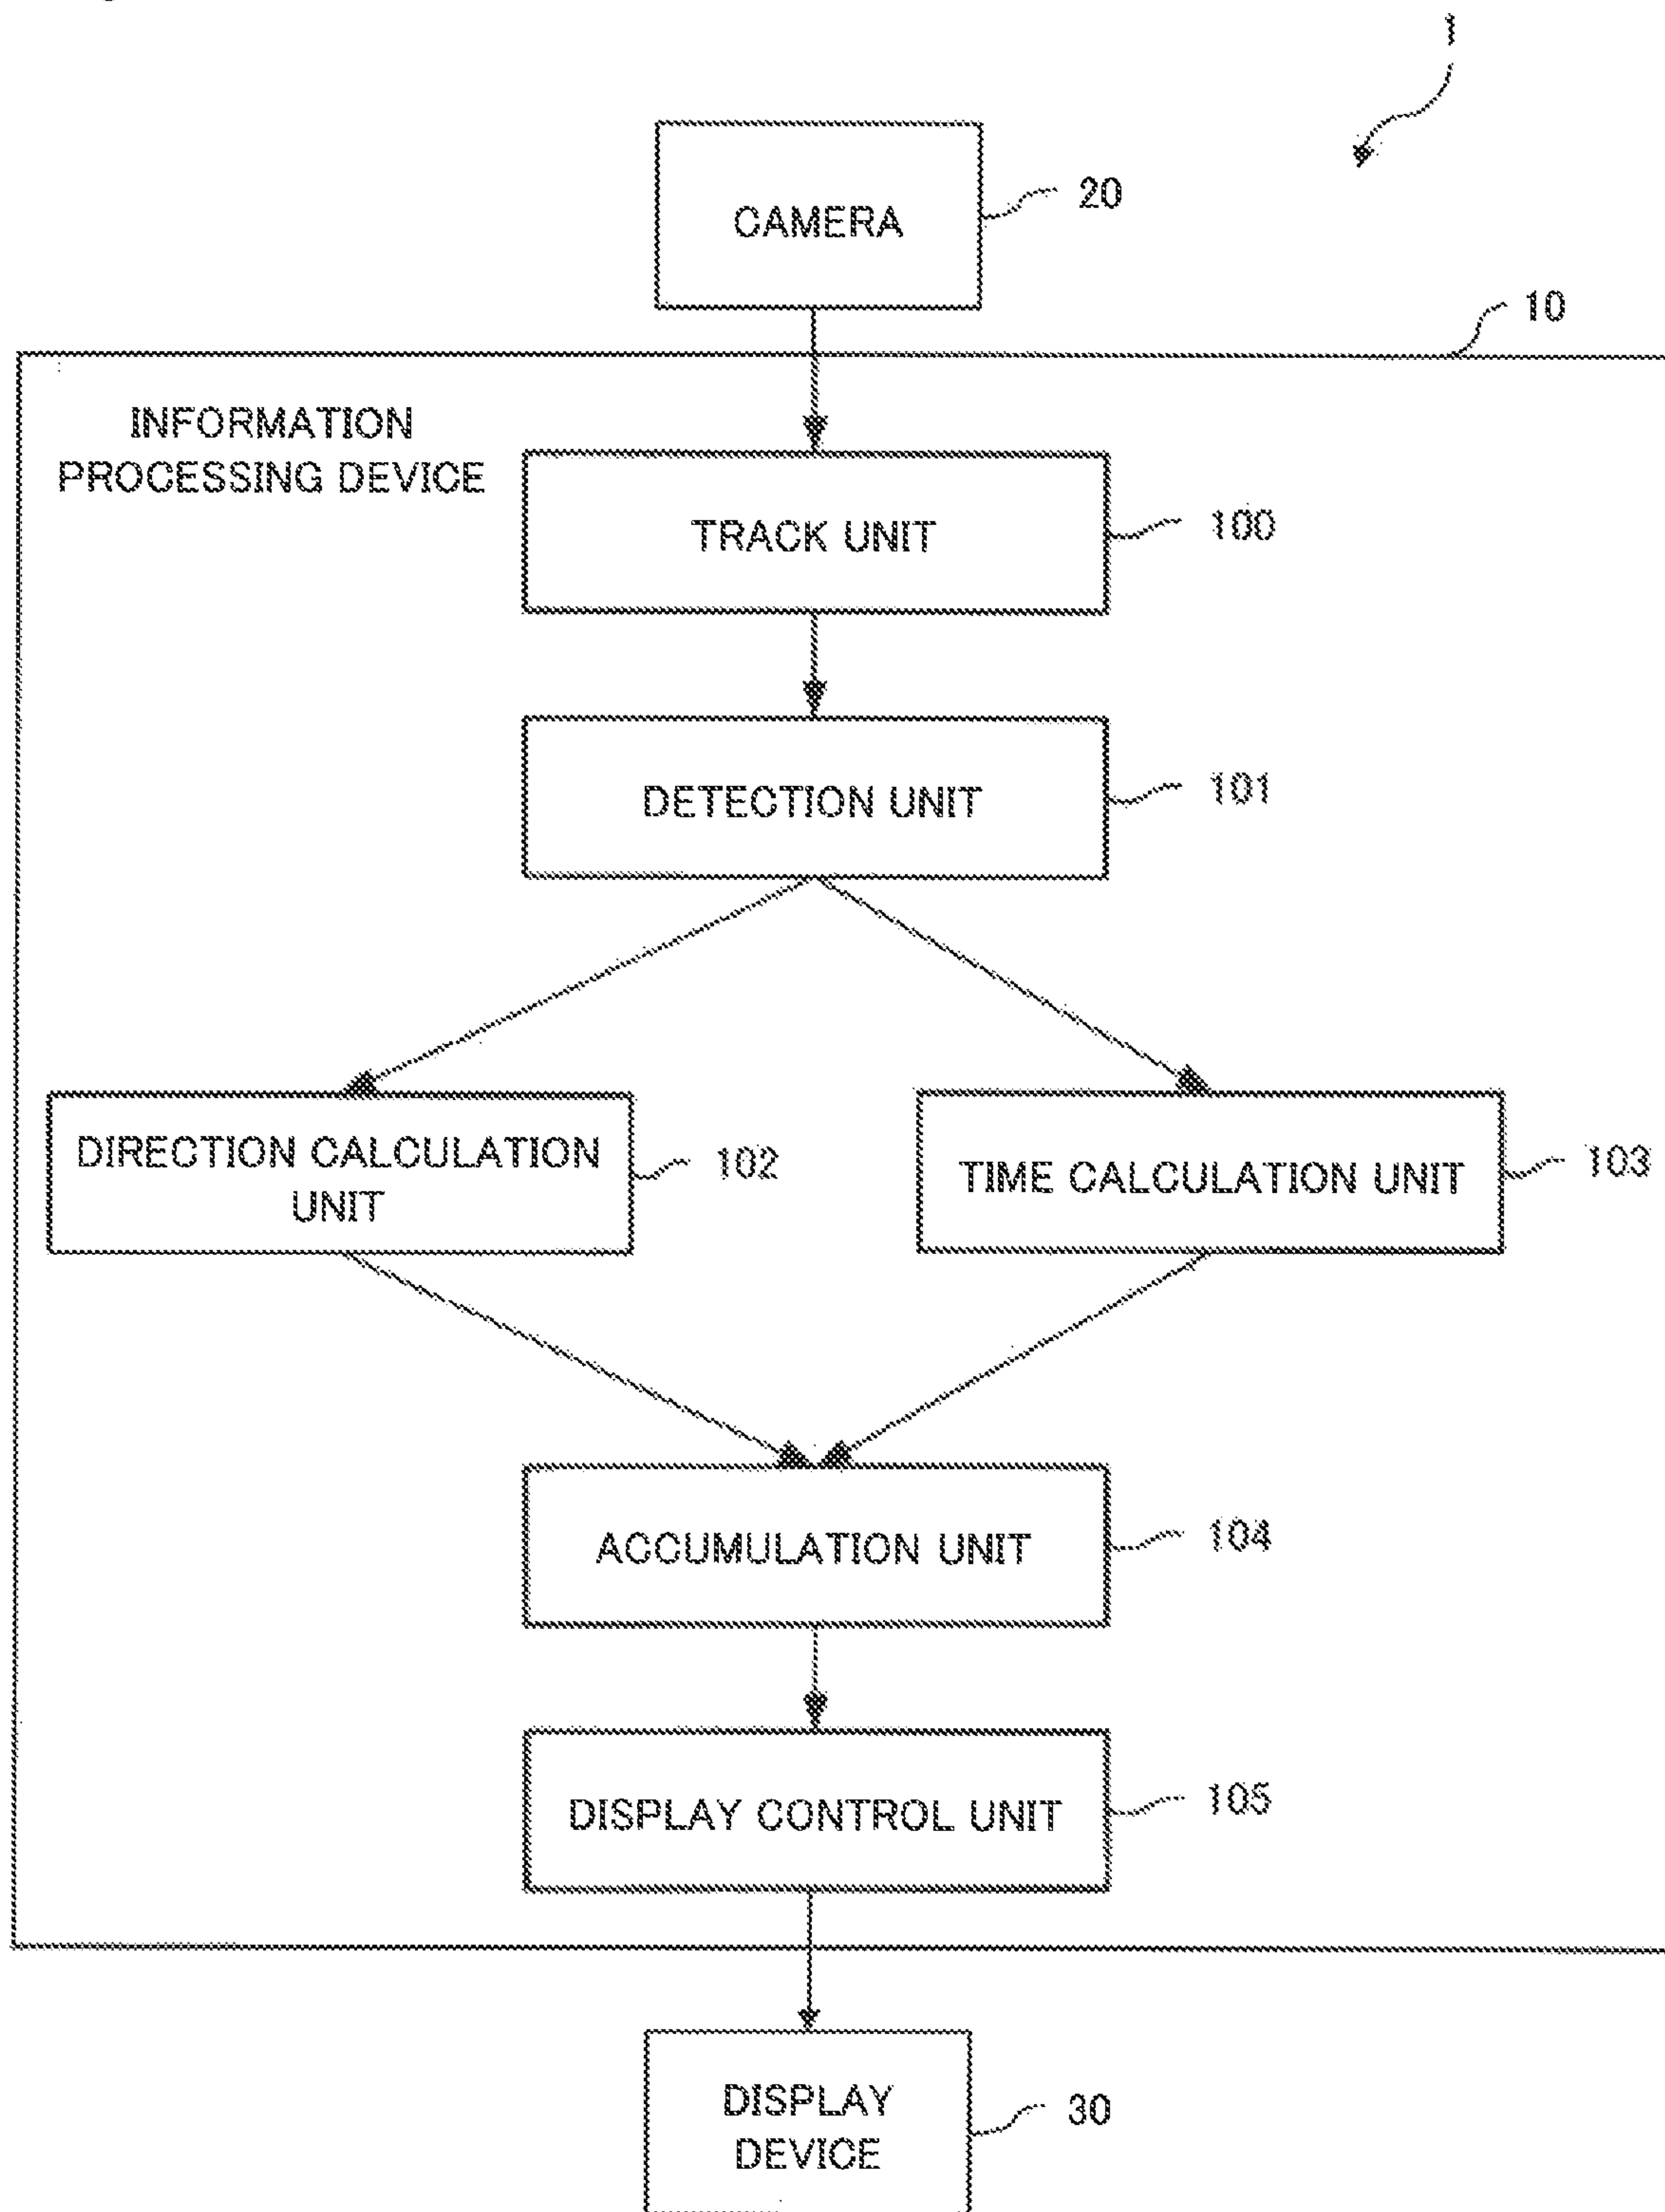 1
CAMERA
20
10
INFORMATION
PROCESSING DEVICE
TRACK UNIT
100
DETECTION UNIT
101
DIRECTION CALCULATION
UNIT
102
TIME CALCULATION UNIT
103
ACCUMULATION UNIT
104
DISPLAY CONTROL UNIT
105
DISPLAY
DEVICE
30